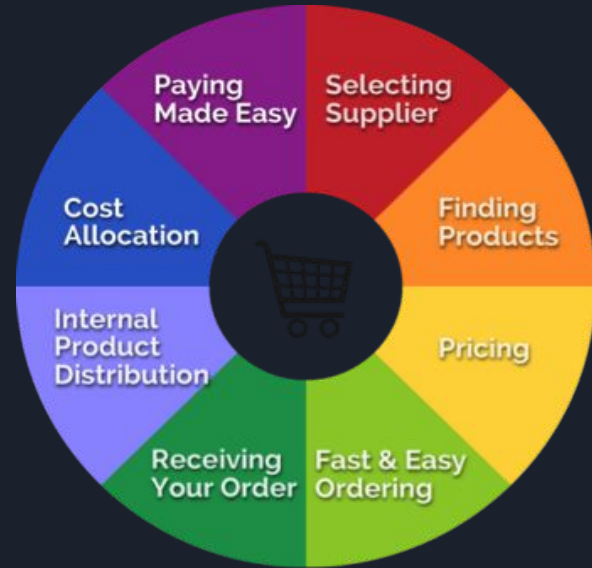 Paying
Made Easy
Selecting
Supplier
Cost
Allocation
Finding
Products
Internal
Product
Distribution
Pricing
Receiving
Your Order
Fast & Easy
Ordering